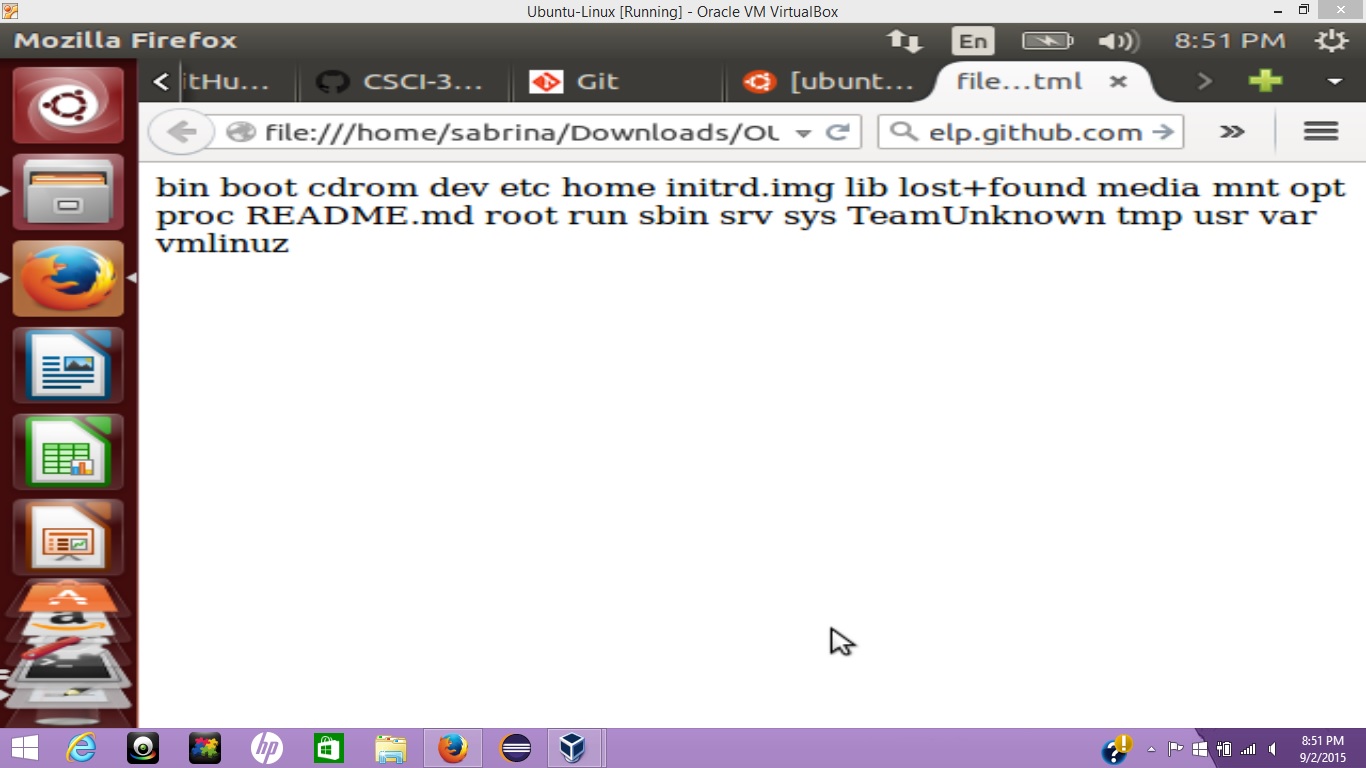 Ubuntu-Linux [Running] - Oracle VM VirtualBox
Mozilla Firefox En 8:51 PM
itHu... CSCI-3... Git [ubunt... file...tml
file:///home/sabrina/Downloads/OU elp.github.com
bin boot cdrom dev etc home initrd.img lib lost+found media mnt opt
proc README.md root run sbin srv sys TeamUnknown tmp usr var
vmlinuz
8:51 PM
9/2/2015